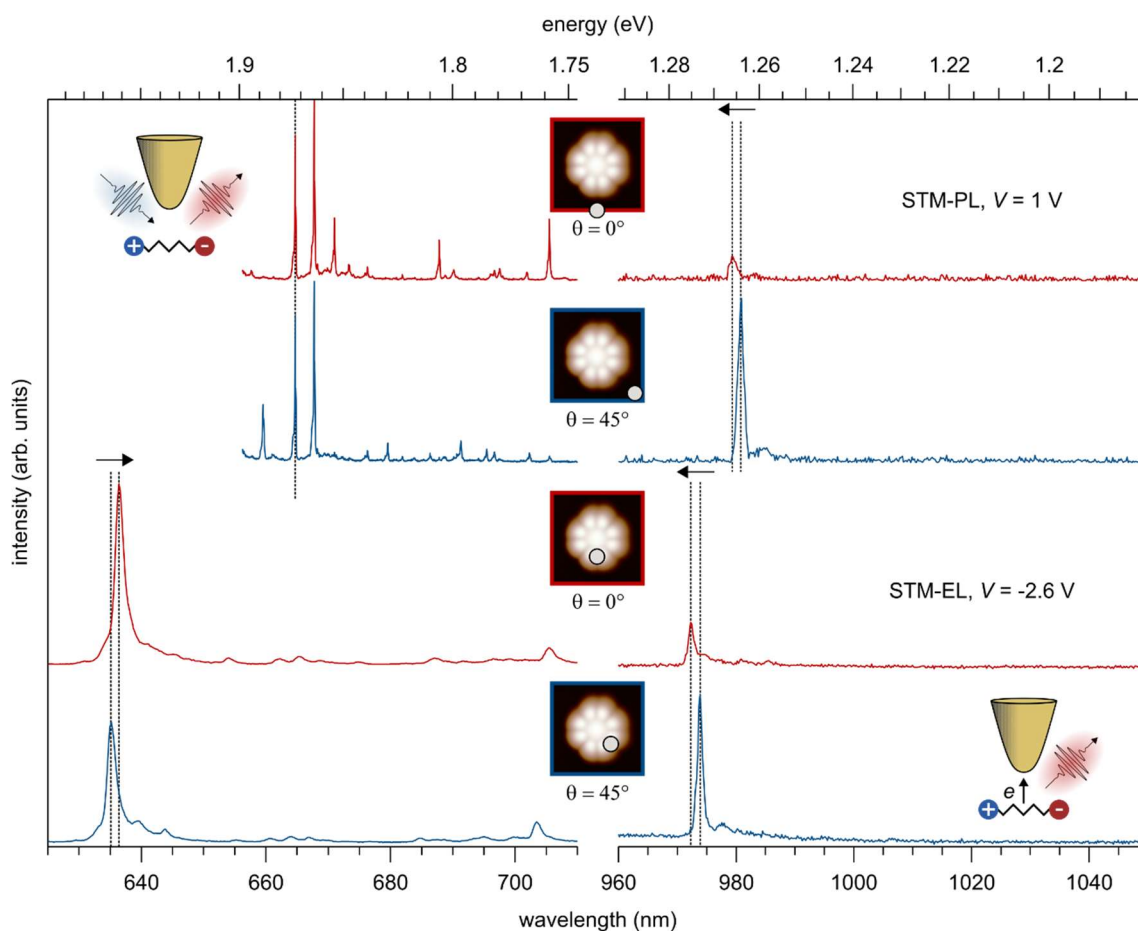 energy (eV)
1.9 1.8 1.75 1.28 1.26 1.24 1.22 1.2
STM-PL, V = 1 V
+ -
θ = 0°
θ = 45°
intensity (arb. units)
STM-EL, V = -2.6 V
θ = 0°
e
+ -
θ = 45°
640 660 680 700 960 980 1000 1020 1040
wavelength (nm)